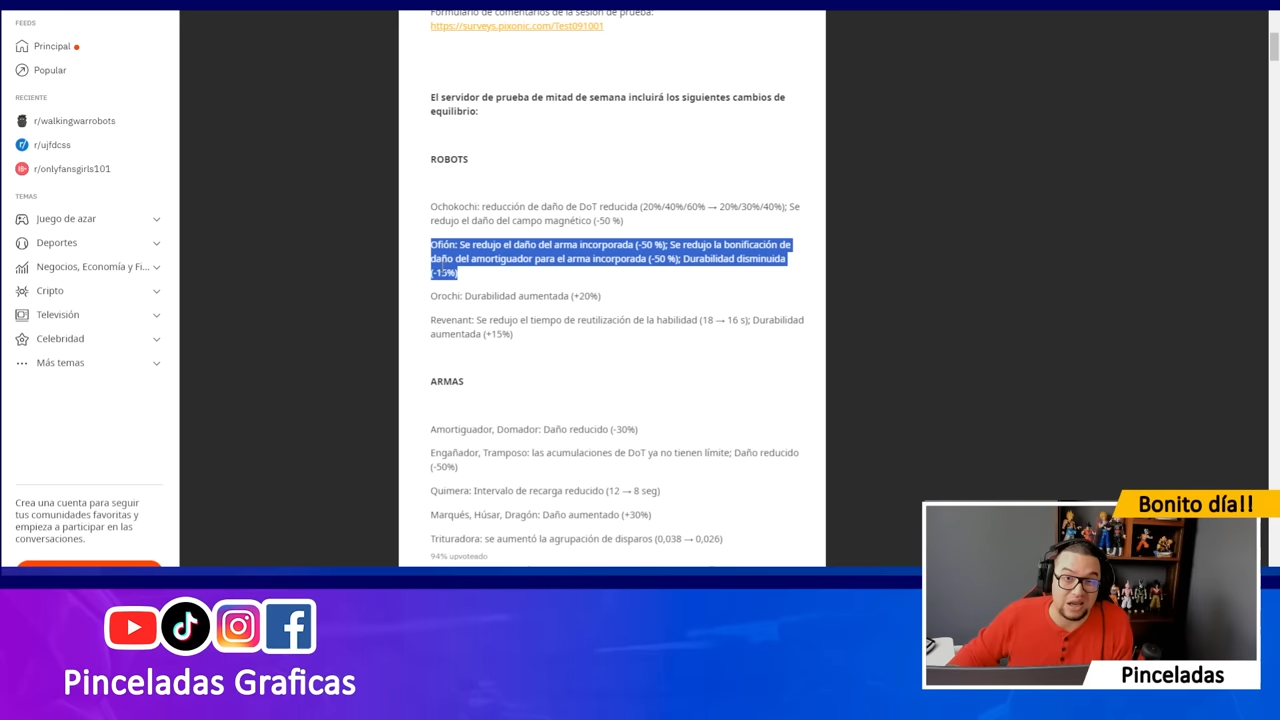 FEEDS
Principal
Popular
RECIENTE
r/walkingwarrobots
r/ujfdcss
18+ r/onlyfansgirls101
TEMAS
Juego de azar
Deportes
Negocios, Economía y Fi...
Cripto
Televisión
Celebridad
Más temas
Crea una cuenta para seguir
tus comunidades favoritas y
empieza a participar en las
conversaciones.
Formulario de comentarios de la sesión de prueba:
https://surveys.pixonic.com/Test091001
El servidor de prueba de mitad de semana incluirá los siguientes cambios de
equilibrio:
ROBOTS
Ochokochi: reducción de daño de DoT reducida (20%/40%/60% → 20%/30%/40%); Se
redujo el daño del campo magnético (-50 %)
Ofión: Se redujo el daño del arma incorporada (-50 %); Se redujo la bonificación de
daño del amortiguador para el arma incorporada (-50 %); Durabilidad disminuida
(-15%)
Orochi: Durabilidad aumentada (+20%)
Revenant: Se redujo el tiempo de reutilización de la habilidad (18 → 16 s); Durabilidad
aumentada (+15%)
ARMAS
Amortiguador, Domador: Daño reducido (-30%)
Engañador, Tramposo: las acumulaciones de DoT ya no tienen límite; Daño reducido
(-50%)
Quimera: Intervalo de recarga reducido (12 → 8 seg)
Marqués, Húsar, Dragón: Daño aumentado (+30%)
Trituradora: se aumentó la agrupación de disparos (0,038 → 0,026)
94% upvoteado
Bonito día!!
Pinceladas
Pinceladas Graficas